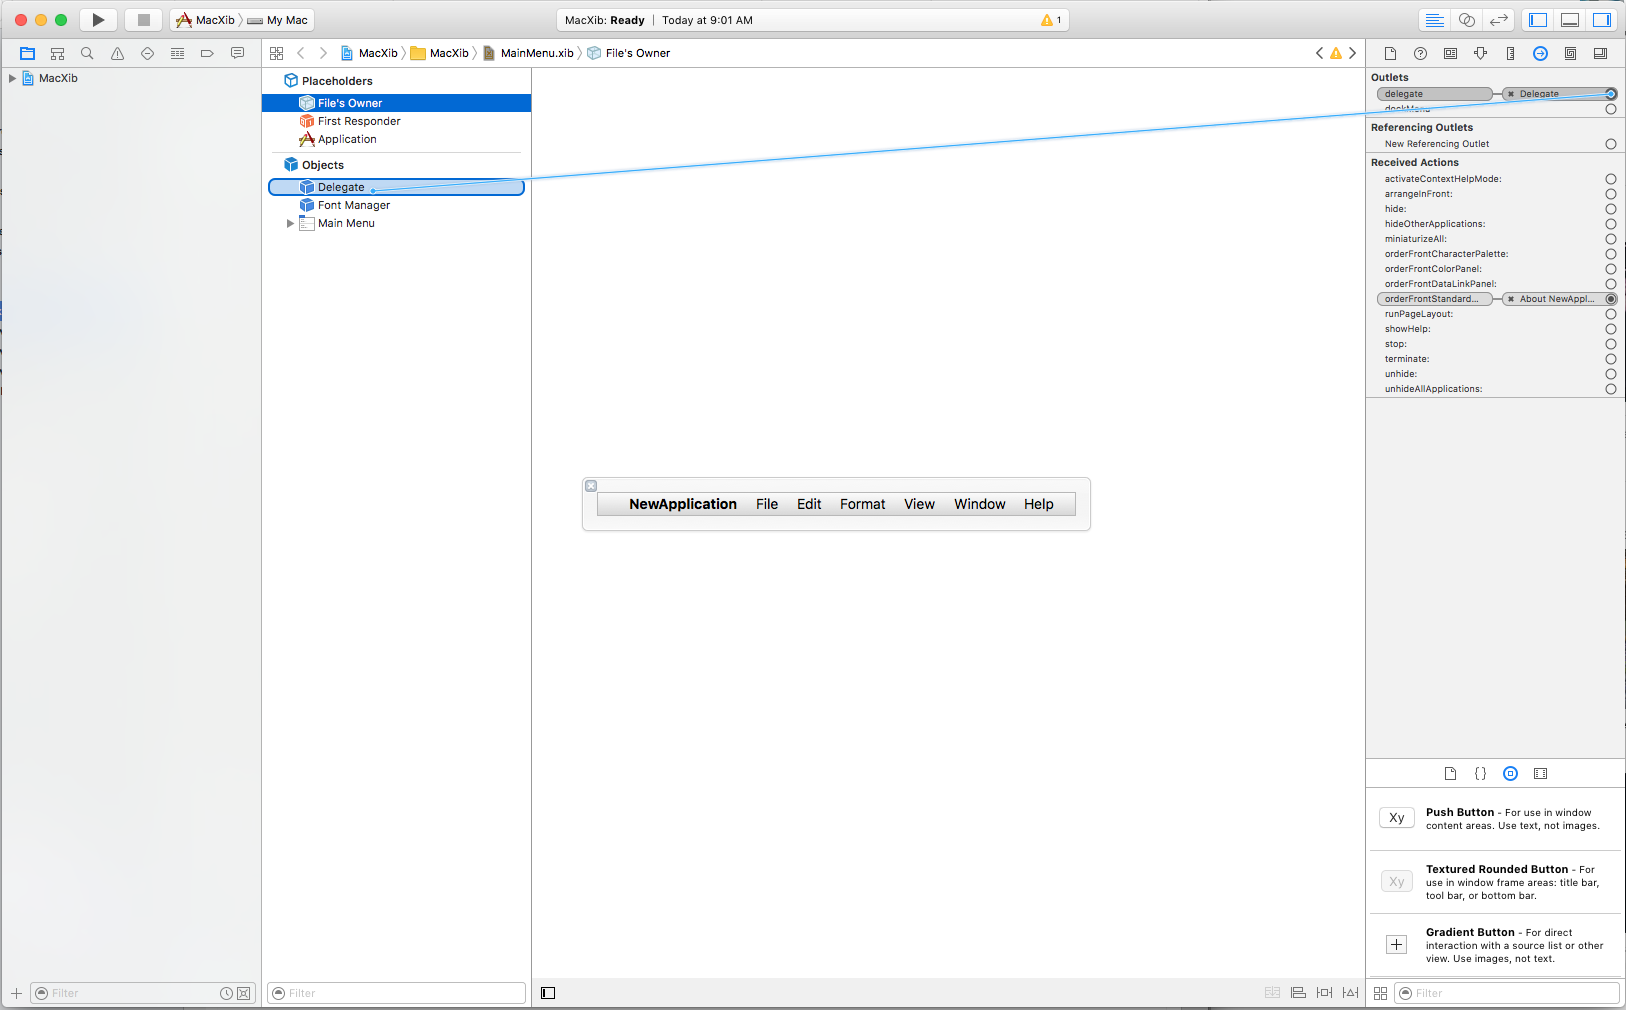 MacXib My Mac
MacXib: Ready Today at 9:01 AM 1
MacXib MacXib MainMenu.xib File's Owner
MacXib
Placeholders
File's Owner
First Responder
Application
Objects
Delegate
Font Manager
Main Menu
NewApplication File Edit Format View Window Help
Outlets
delegate Delegate
dockMenu
Referencing Outlets
New Referencing Outlet
Received Actions
activateContextHelpMode:
arrangeInFront:
hide:
hideOtherApplications:
miniaturizeAll:
orderFrontCharacterPalette:
orderFrontColorPanel:
orderFrontDataLinkPanel:
orderFrontStandard... About NewAppl...
runPageLayout:
showHelp:
stop:
terminate:
unhide:
unhideAllApplications:
Xy
Push Button - For use in window
content areas. Use text, not images.
Xy
Textured Rounded Button - For
use in window frame areas: title bar,
tool bar, or bottom bar.
Gradient Button - For direct
interaction with a source list or other
view. Use images, not text.
Filter
Filter
Filter